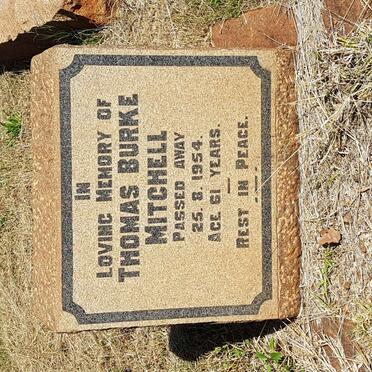 IN
LOVING MEMORY OF
THOMAS BURKE
MITCHELL
PASSED AWAY
25. 8. 1954.
AGE 61 YEARS.
—
REST IN PEACE.